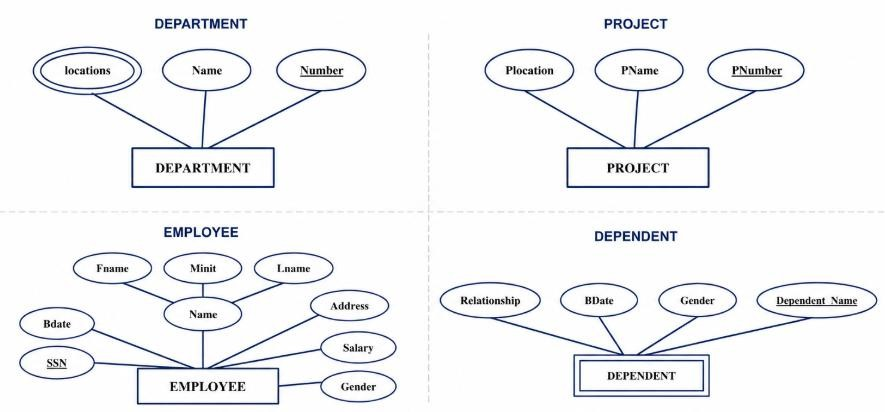 DEPARTMENT
locations
Name
Number
DEPARTMENT
PROJECT
Plocation
PName
PNumber
PROJECT
EMPLOYEE
Fname
Minit
Lname
Name
Bdate
SSN
Address
Salary
Gender
EMPLOYEE
DEPENDENT
Relationship
BDate
Gender
Dependent_Name
DEPENDENT